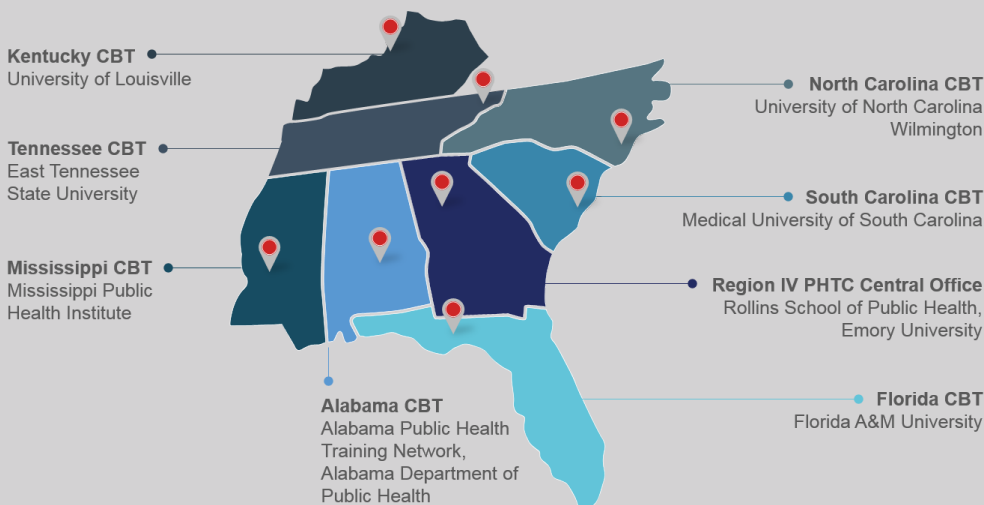 Kentucky CBT
University of Louisville
Tennessee CBT
East Tennessee
State University
Mississippi CBT
Mississippi Public
Health Institute
Alabama CBT
Alabama Public Health
Training Network,
Alabama Department of
Public Health
North Carolina CBT
University of North Carolina
Wilmington
South Carolina CBT
Medical University of South Carolina
Region IV PHTC Central Office
Rollins School of Public Health,
Emory University
Florida CBT
Florida A&M University